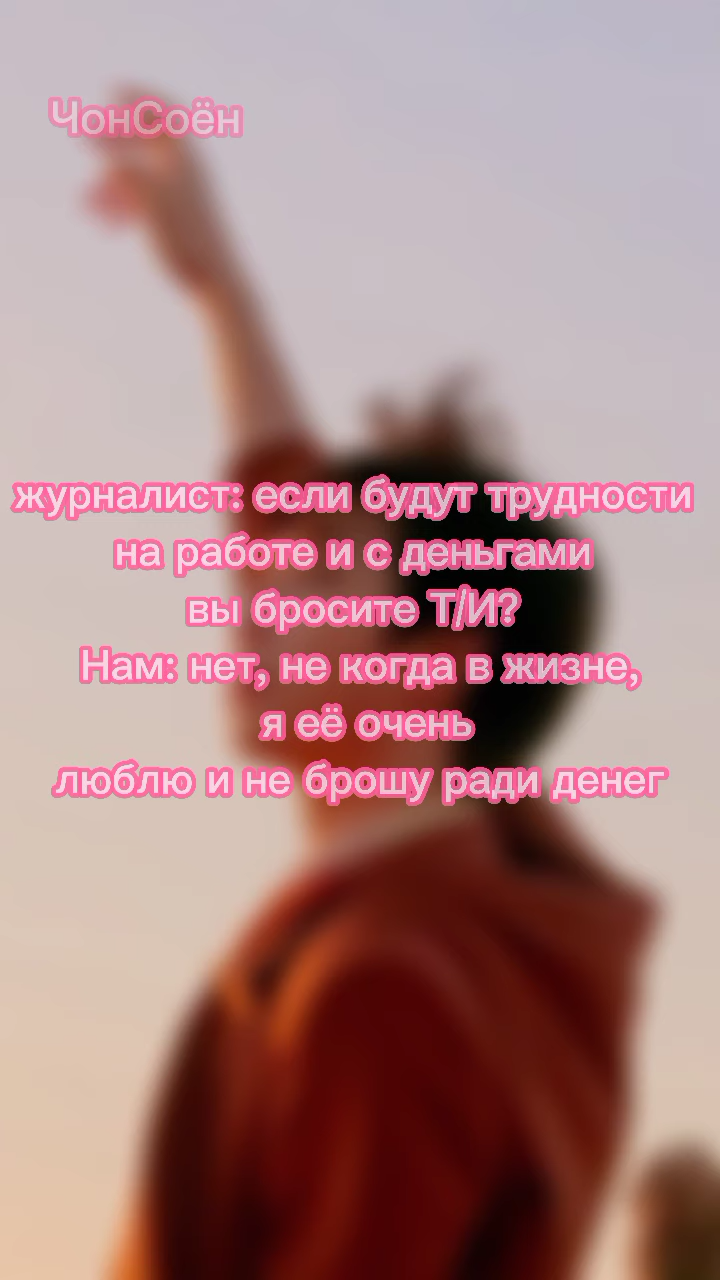 ЧонСоён
журналист: если будут трудности
на работе и с деньгами
вы бросите Т/И?
Нам: нет, не когда в жизне,
я её очень
люблю и не брошу ради денег